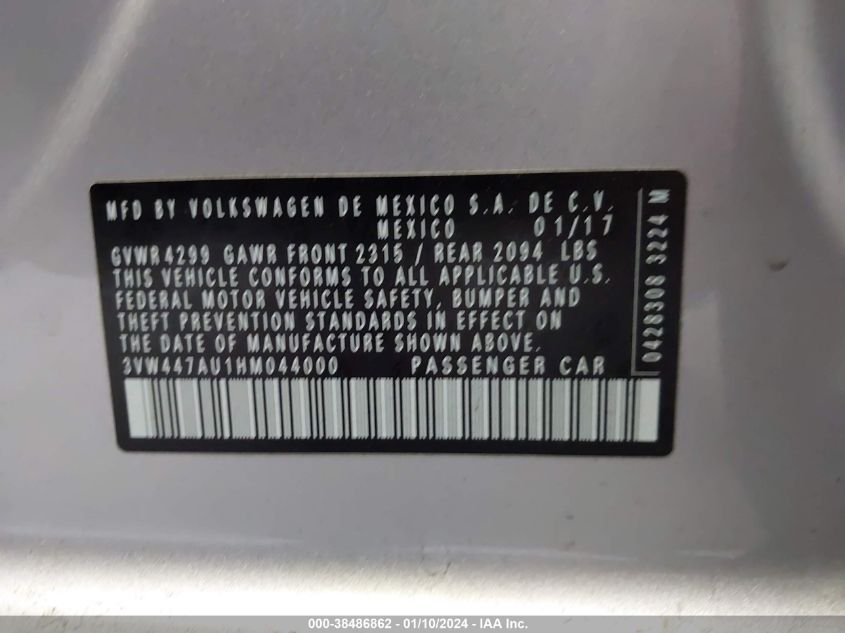 MFD BY VOLKSWAGEN DE MEXICO S.A. DE C.V.
MEXICO 01/17
GVWR 4299 GAWR FRONT 2315 / REAR 2094 LBS
THIS VEHICLE CONFORMS TO ALL APPLICABLE U.S.
FEDERAL MOTOR VEHICLE SAFETY, BUMPER AND
THEFT PREVENTION STANDARDS IN EFFECT ON
THE DATE OF MANUFACTURE SHOWN ABOVE.
3VW447AU1HM044000 PASSENGER CAR
0428308 3224 M
000-38486862 - 01/10/2024 - IAA Inc.